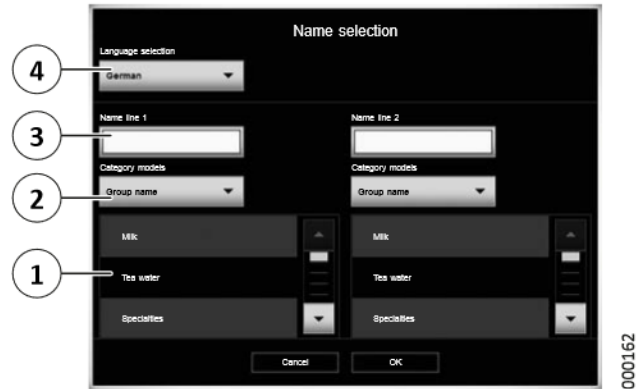 Name selection
Language selection
4
German
Name line 1
Name line 2
3
Category models
Category models
2
Group name
Group name
Milk
Milk
1
Tea water
Tea water
Specialties
Specialties
Cancel
OK
000162